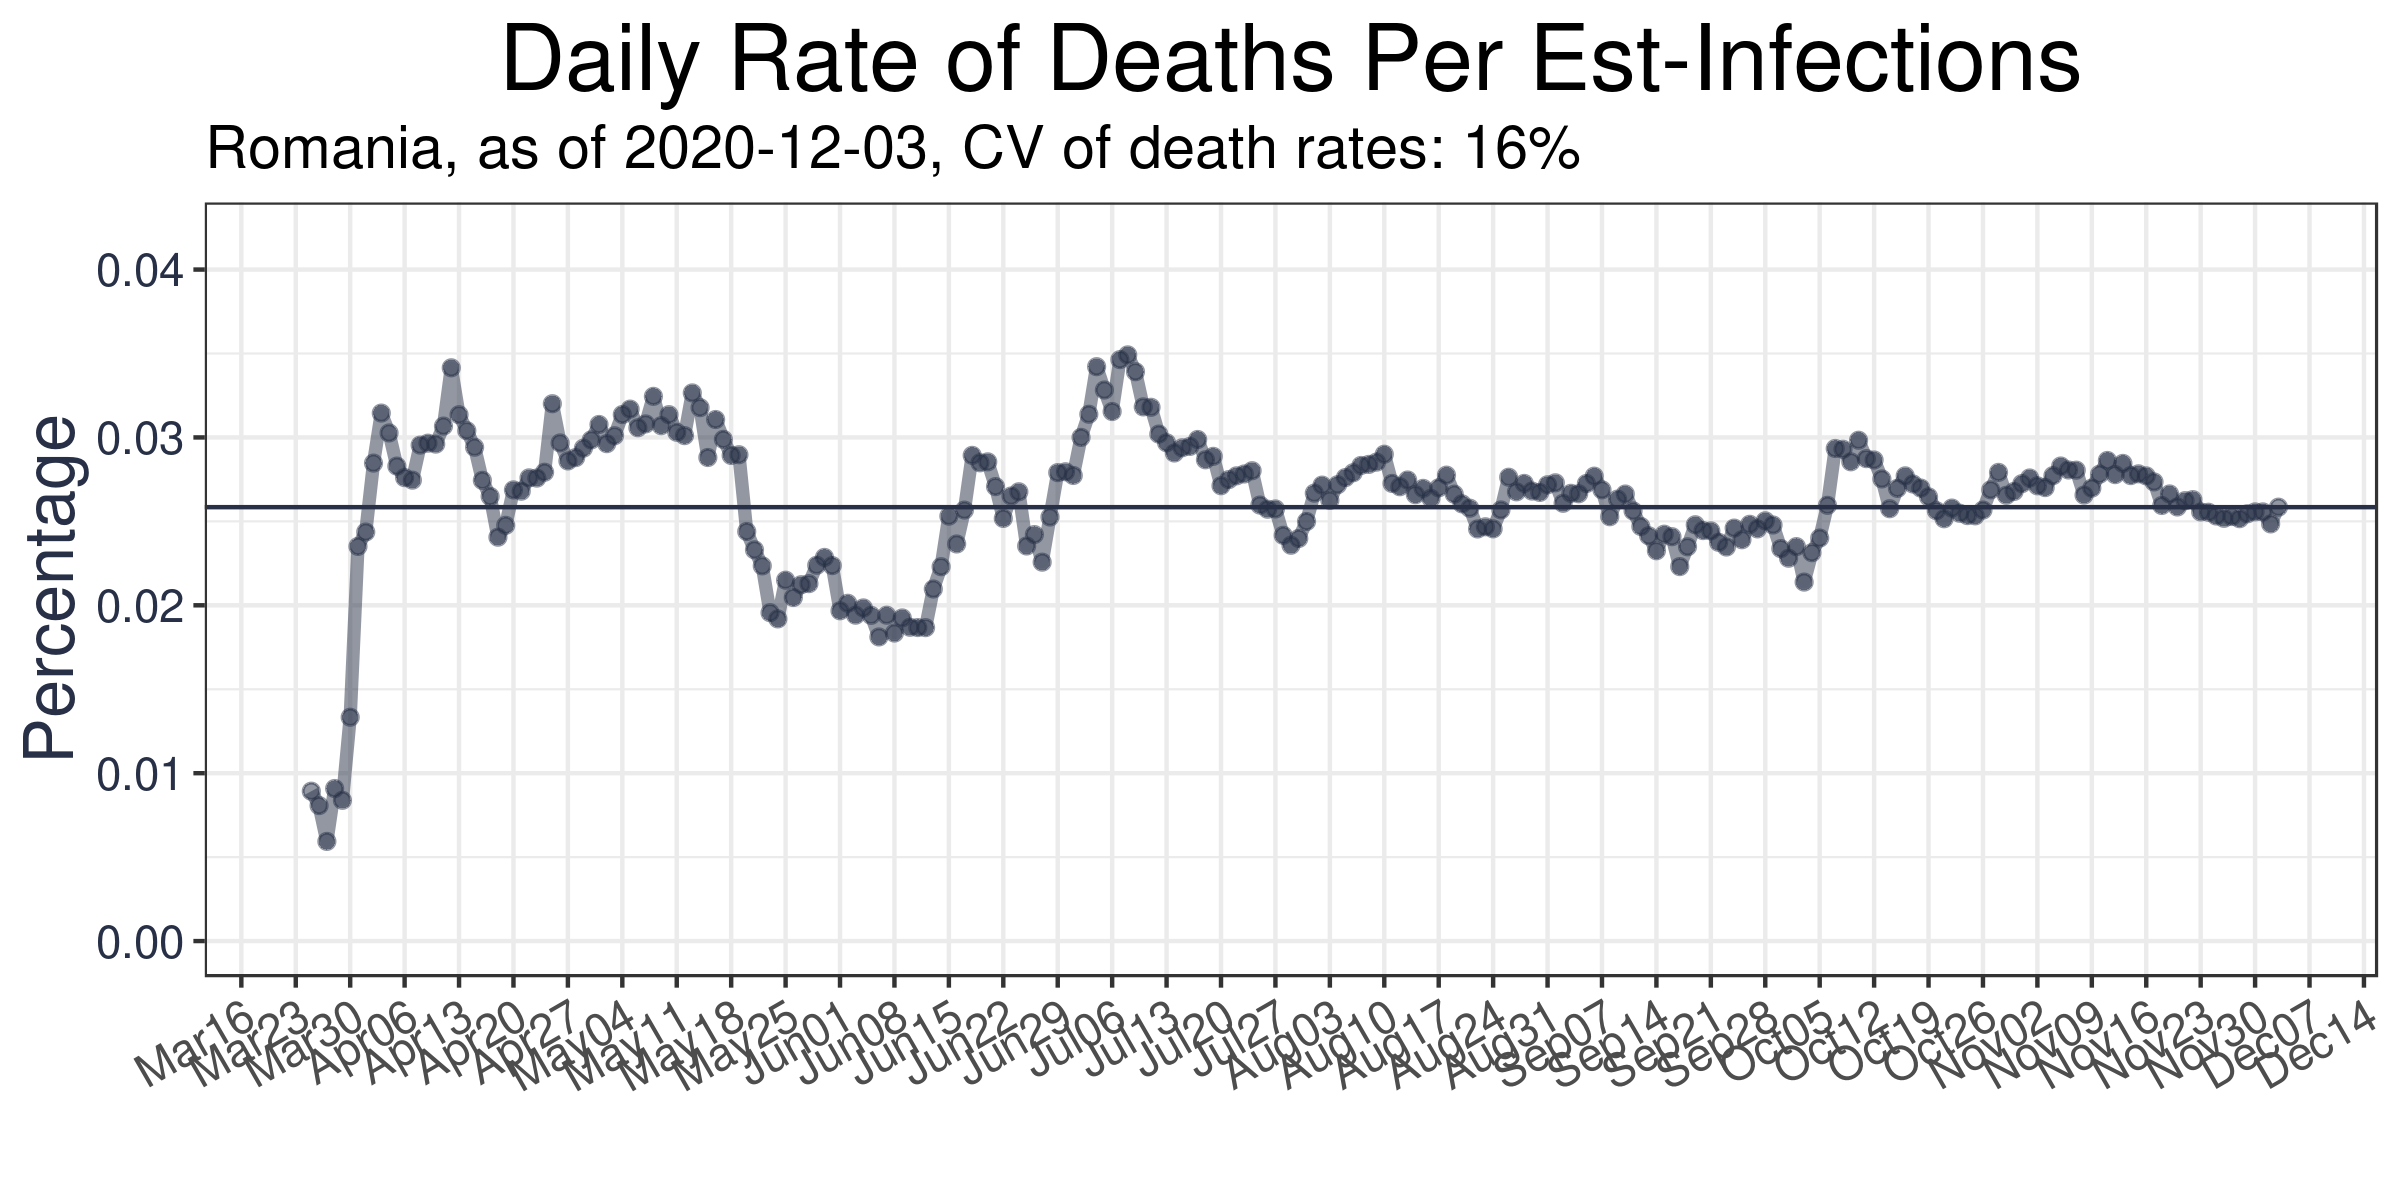 Daily Rate of Deaths Per Est-Infections
Romania, as of 2020-12-03, CV of death rates: 16%
Percentage
0.04
0.03
0.02
0.01
0.00
Mar16
Mar23
Mar30
Apr06
Apr13
Apr20
Apr27
May04
May11
May18
May25
Jun01
Jun08
Jun15
Jun22
Jun29
Jul06
Jul13
Jul20
Jul27
Aug03
Aug10
Aug17
Aug24
Aug31
Sep07
Sep14
Sep21
Sep28
Oct05
Oct12
Oct19
Oct26
Nov02
Nov09
Nov16
Nov23
Nov30
Dec07
Dec14